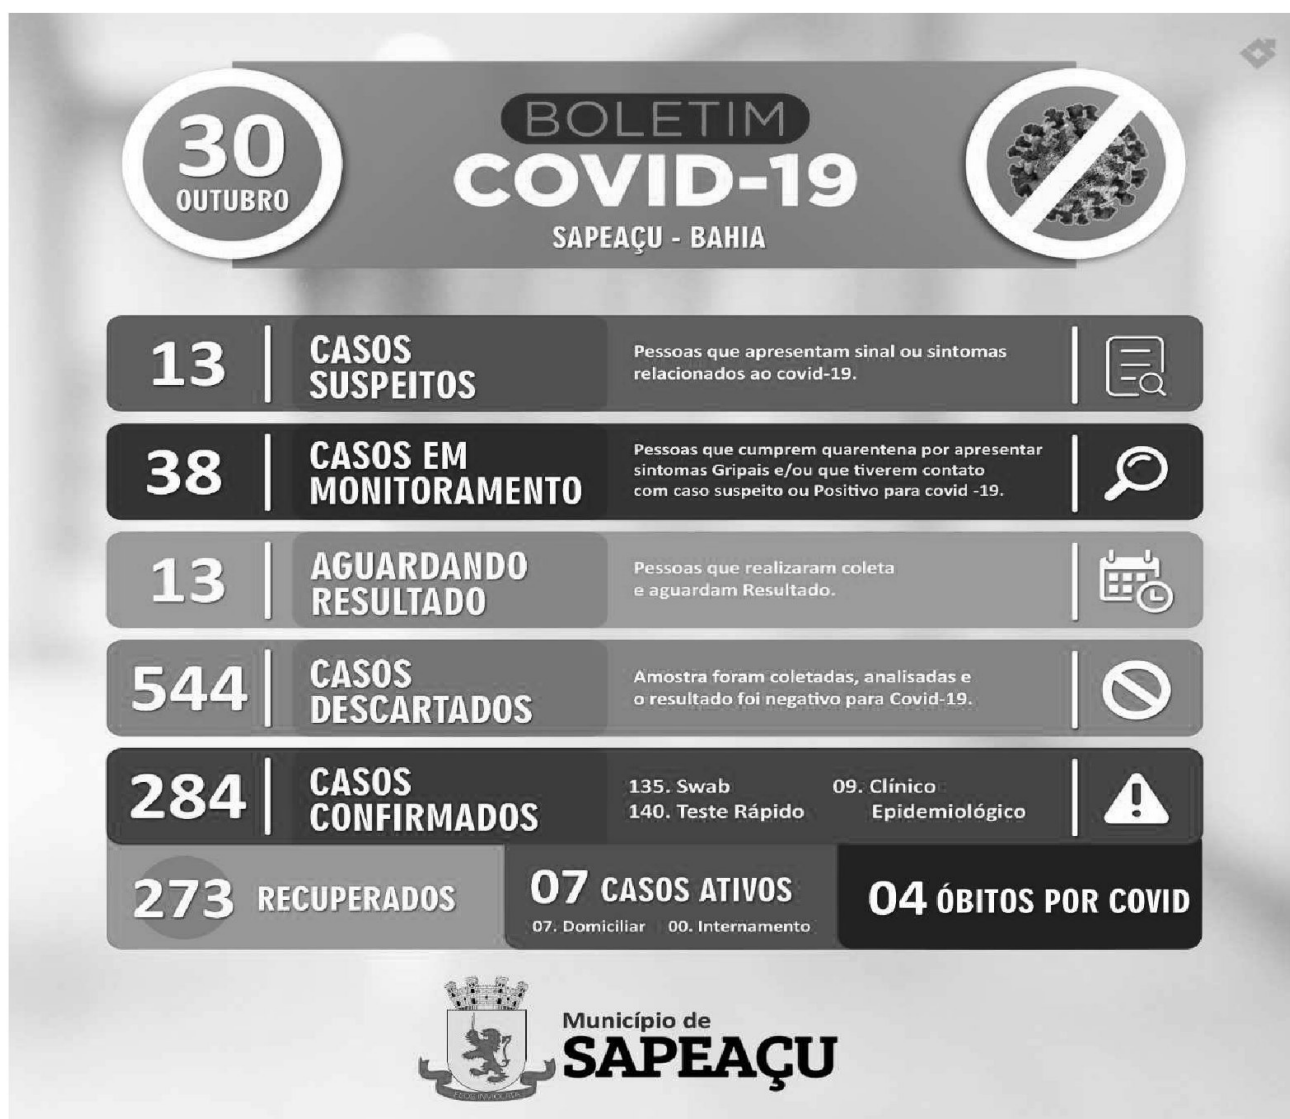 30
OUTUBRO
BOLETIM
COVID-19
SAPEAÇU - BAHIA
13
CASOS
SUSPEITOS
Pessoas que apresentam sinal ou sintomas
relacionados ao covid-19.
38
CASOS EM
MONITORAMENTO
Pessoas que cumprem quarentena por apresentar
sintomas Gripais e/ou que tiverem contato
com caso suspeito ou Positivo para covid -19.
13
AGUARDANDO
RESULTADO
Pessoas que realizaram coleta
e aguardam Resultado.
544
CASOS
DESCARTADOS
Amostra foram coletadas, analisadas e
o resultado foi negativo para Covid-19.
284
CASOS
CONFIRMADOS
135. Swab
140. Teste Rápido
09. Clínico
Epidemiológico
273 RECUPERADOS
07 CASOS ATIVOS
07. Domiciliar 00. Internamento
04 ÓBITOS POR COVID
Município de
SAPEAÇU